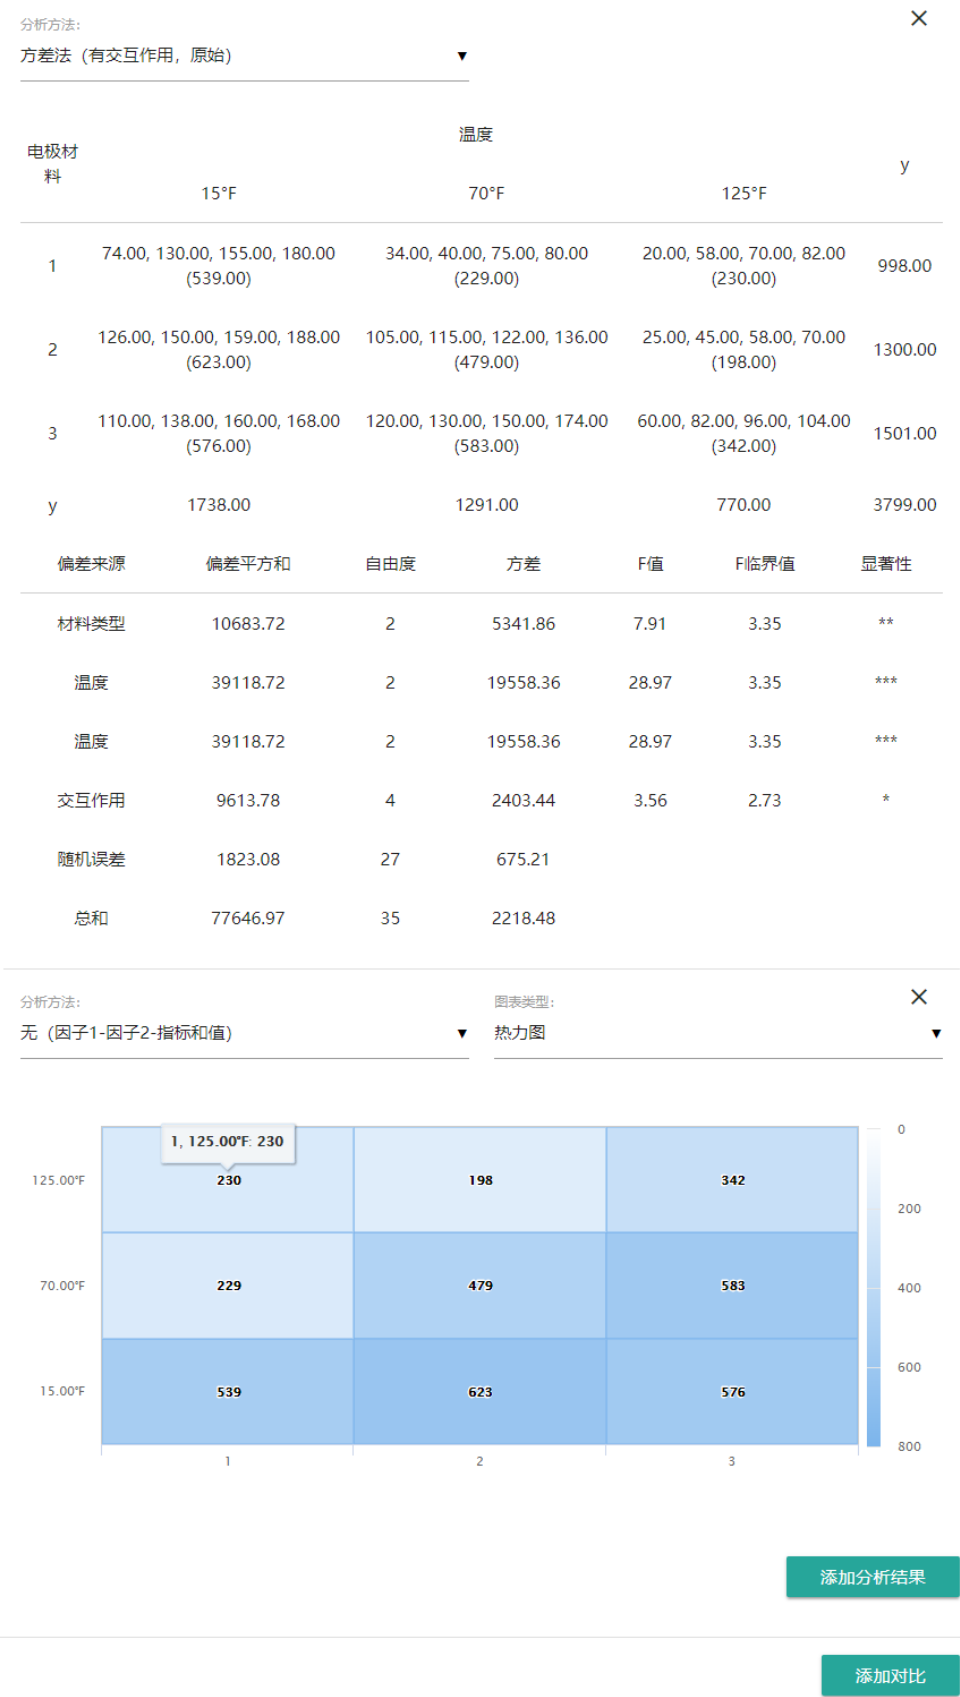 分析方法:
方差法（有交互作用，原始）
▼
温度
电极材料
y
15°F 70°F 125°F
1 74.00, 130.00, 155.00, 180.00 (539.00) 34.00, 40.00, 75.00, 80.00 (229.00) 20.00, 58.00, 70.00, 82.00 (230.00) 998.00
2 126.00, 150.00, 159.00, 188.00 (623.00) 105.00, 115.00, 122.00, 136.00 (479.00) 25.00, 45.00, 58.00, 70.00 (198.00) 1300.00
3 110.00, 138.00, 160.00, 168.00 (576.00) 120.00, 130.00, 150.00, 174.00 (583.00) 60.00, 82.00, 96.00, 104.00 (342.00) 1501.00
y 1738.00 1291.00 770.00 3799.00
偏差来源 偏差平方和 自由度 方差 F值 F临界值 显著性
材料类型 10683.72 2 5341.86 7.91 3.35 **
温度 39118.72 2 19558.36 28.97 3.35 ***
温度 39118.72 2 19558.36 28.97 3.35 ***
交互作用 9613.78 4 2403.44 3.56 2.73 *
随机误差 1823.08 27 675.21
总和 77646.97 35 2218.48
分析方法: 图表类型:
无（因子1-因子2-指标和值） ▼ 热力图 ▼
1, 125.00°F: 230
125.00°F 230 198 342
70.00°F 229 479 583
15.00°F 539 623 576
1 2 3
0
200
400
600
800
添加分析结果
添加对比